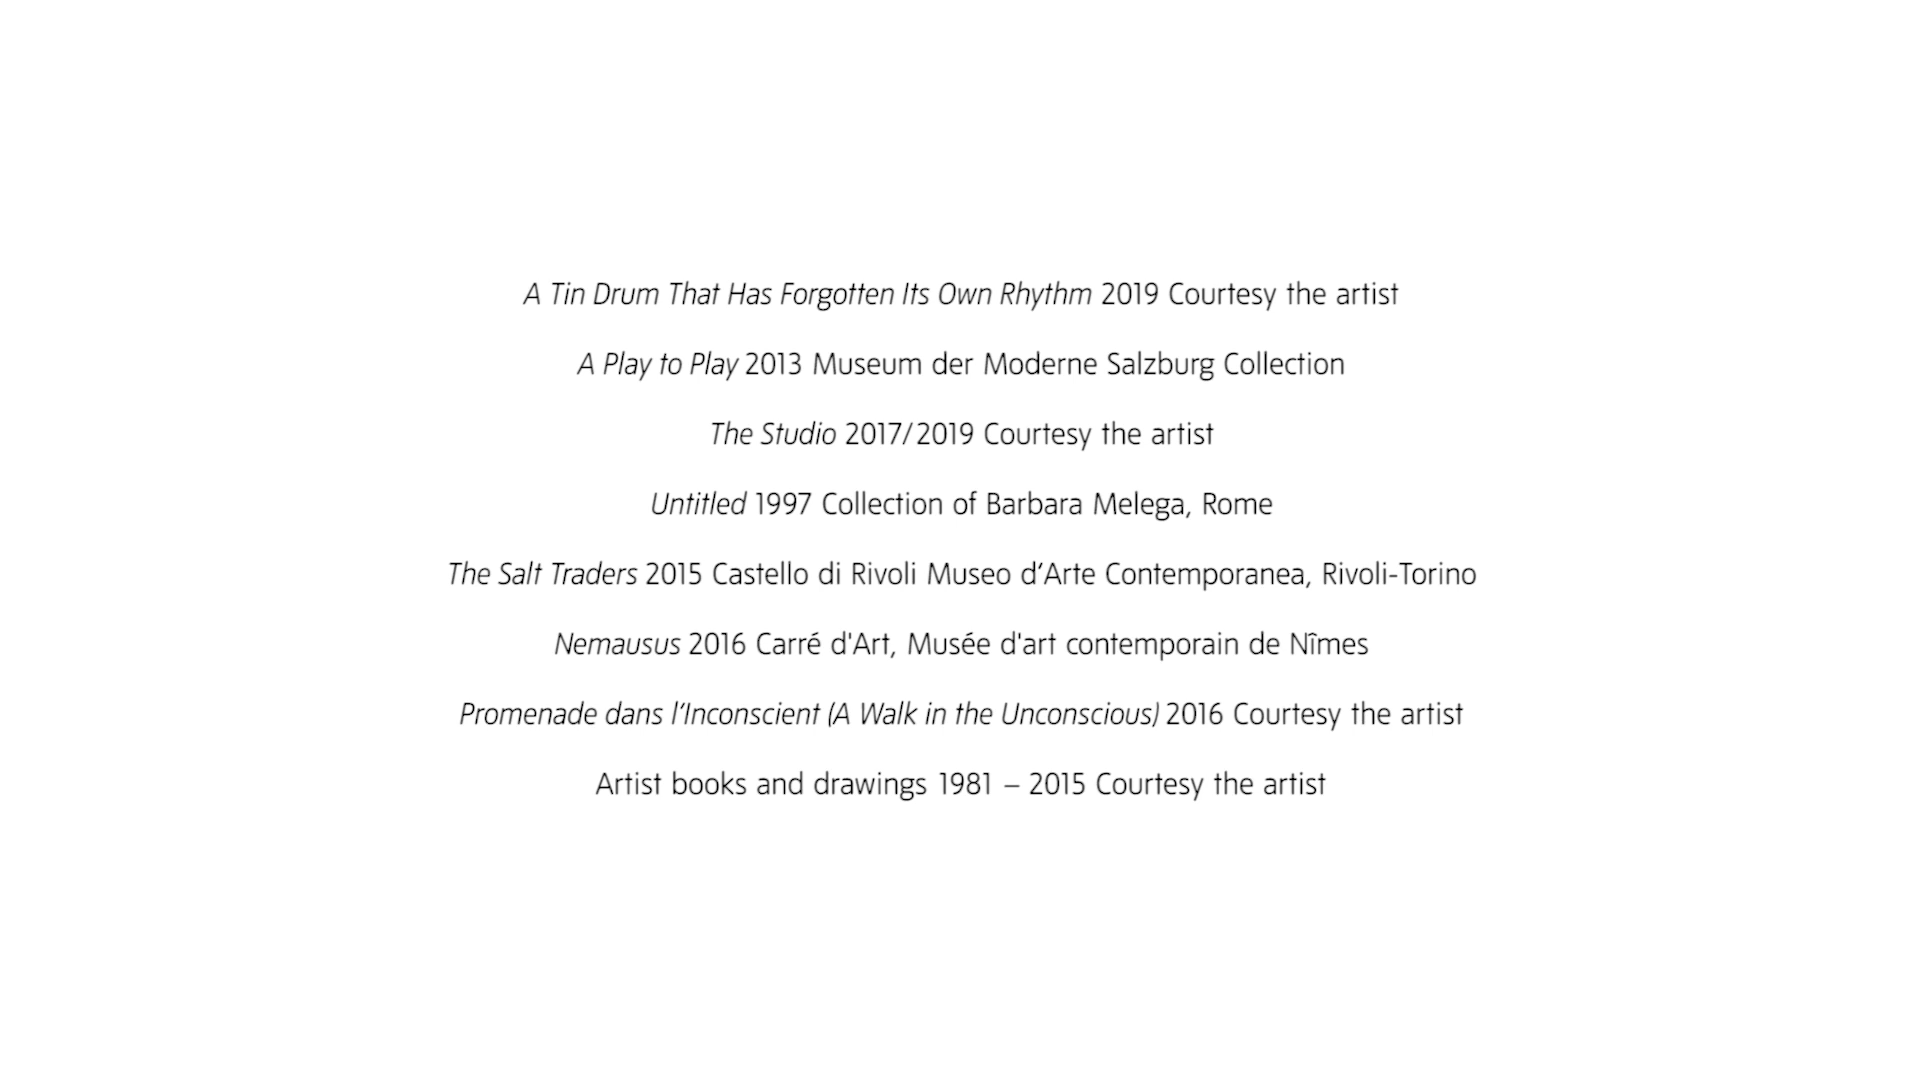 A Tin Drum That Has Forgotten Its Own Rhythm 2019 Courtesy the artist
A Play to Play 2013 Museum der Moderne Salzburg Collection
The Studio 2017/2019 Courtesy the artist
Untitled 1997 Collection of Barbara Melega, Rome
The Salt Traders 2015 Castello di Rivoli Museo d’Arte Contemporanea, Rivoli-Torino
Nemausus 2016 Carré d'Art, Musée d'art contemporain de Nîmes
Promenade dans l’Inconscient (A Walk in the Unconscious) 2016 Courtesy the artist
Artist books and drawings 1981 – 2015 Courtesy the artist